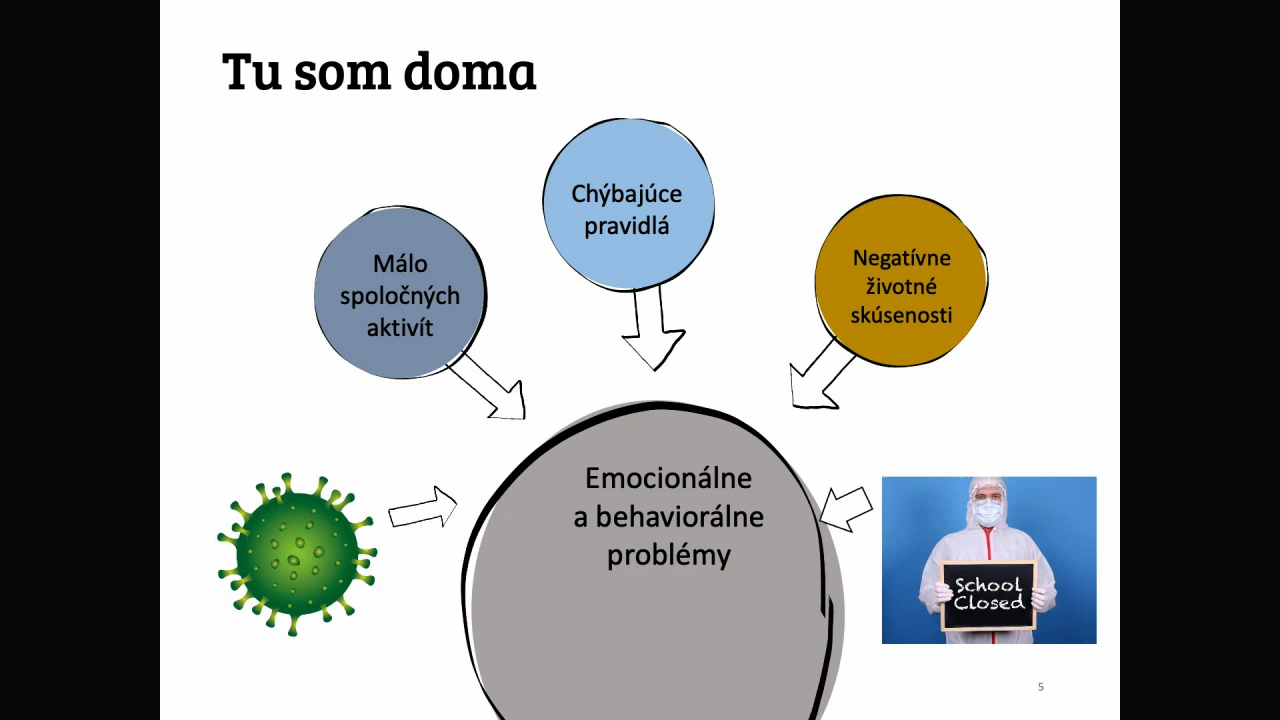 Tu som doma
Chýbajúce
pravidlá
Málo
spoločných
aktivít
Negatívne
životné
skúsenosti
Emocionálne
a behaviorálne
problémy
School
Closed
5